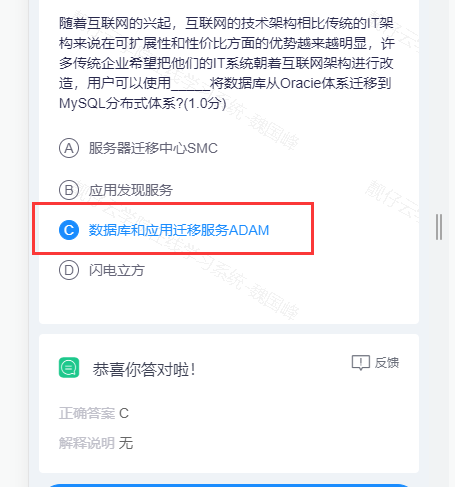 随着互联网的兴起，互联网的技术架构相比传统的IT架
构来说在可扩展性和性价比方面的优势越来越明显，许
多传统企业希望把他们的IT系统朝着互联网架构进行改
造，用户可以使用_____将数据库从Oracie体系迁移到
MySQL分布式体系?(1.0分)
A 服务器迁移中心SMC
B 应用发现服务
C 数据库和应用迁移服务ADAM
D 闪电立方
恭喜你答对啦！
反馈
正确答案 C
解释说明 无